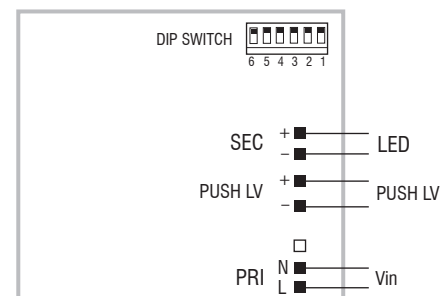 DIP SWITCH
6 5 4 3 2 1
SEC + LED
−
PUSH LV + PUSH LV
−
PRI N Vin
L